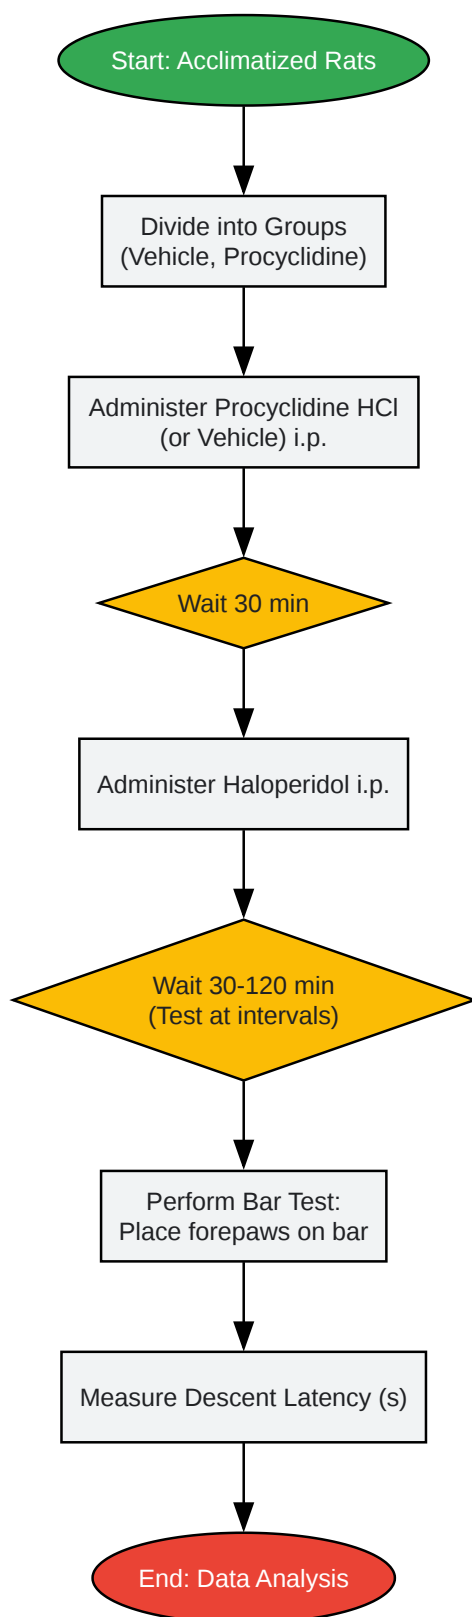 Start: Acclimatized Rats
Divide into Groups
(Vehicle, Procyclidine)
Administer Procyclidine HCl
(or Vehicle) i.p.
Wait 30 min
Administer Haloperidol i.p.
Wait 30-120 min
(Test at intervals)
Perform Bar Test:
Place forepaws on bar
Measure Descent Latency (s)
End: Data Analysis